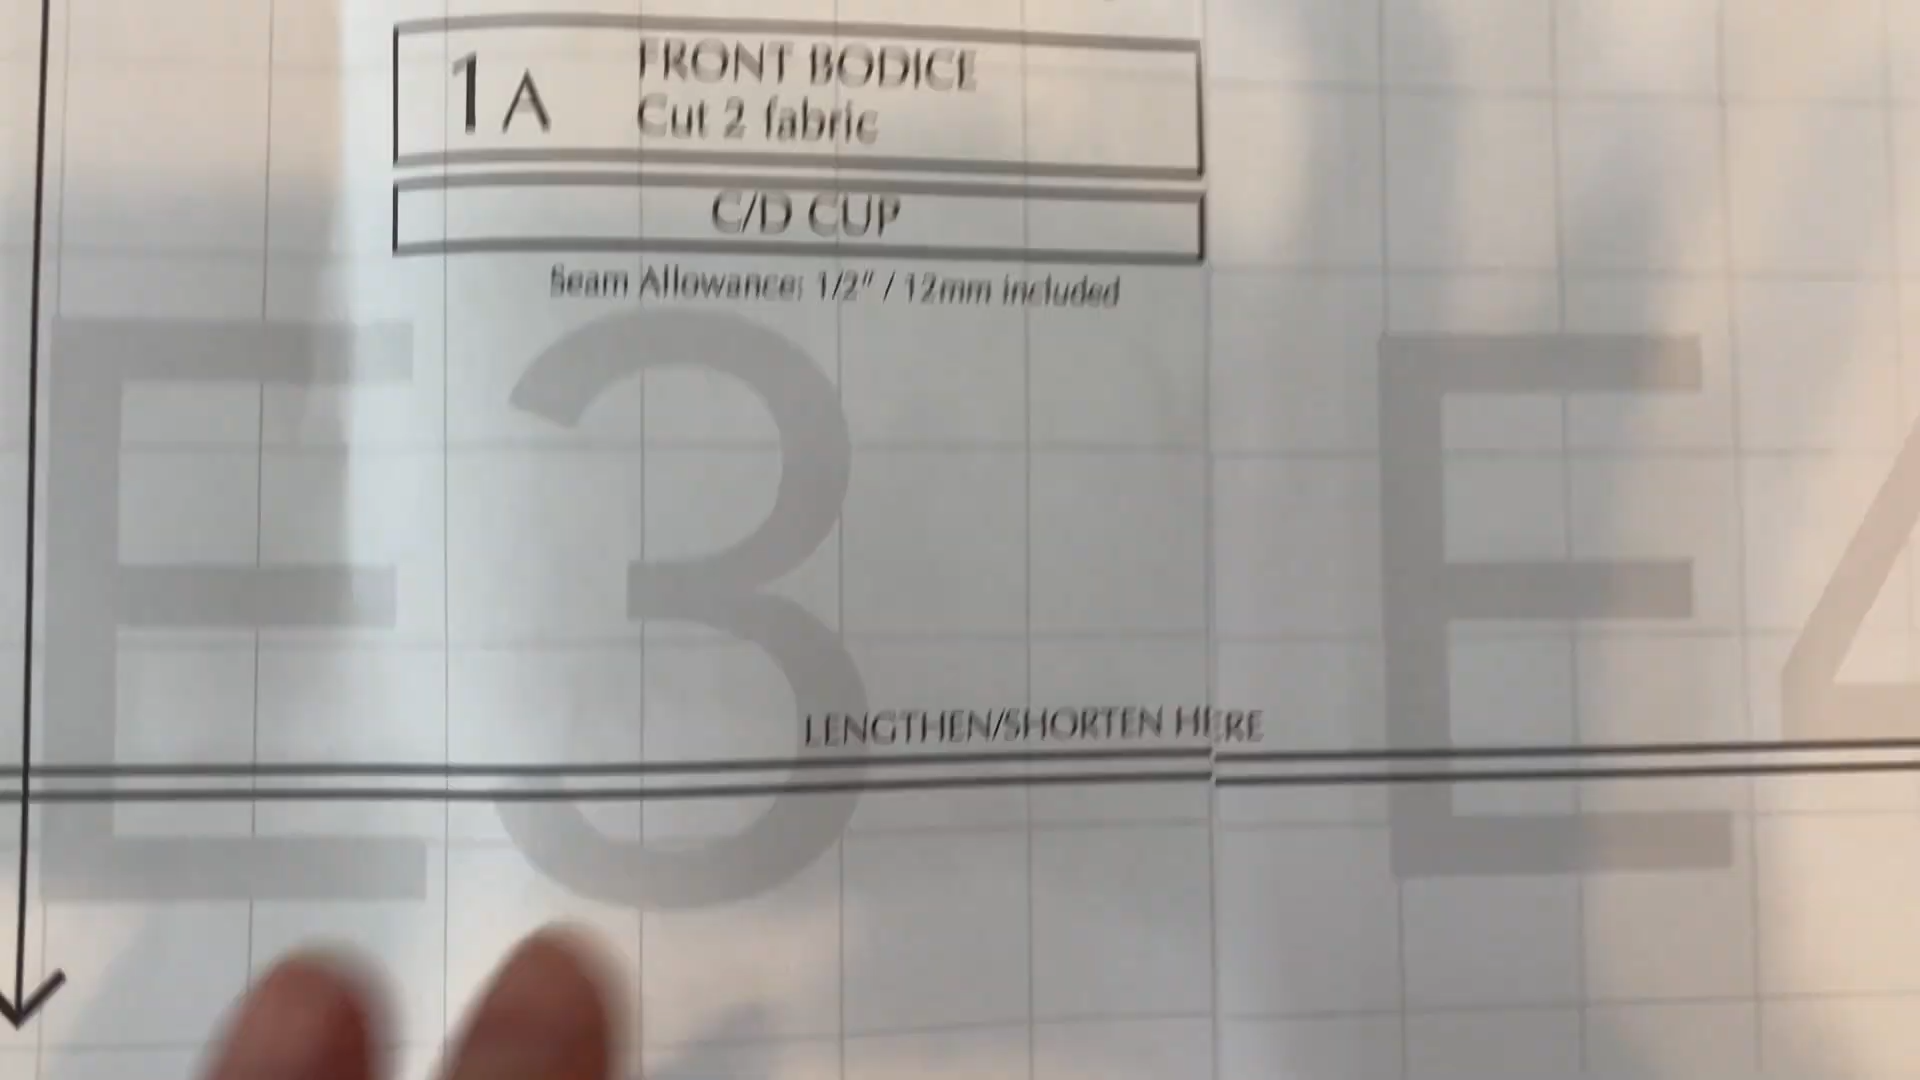 1A
FRONT BODICE
Cut 2 fabric
C/D CUP
Seam Allowance: 1/2" / 12mm included
E3
E4
LENGTHEN/SHORTEN HERE